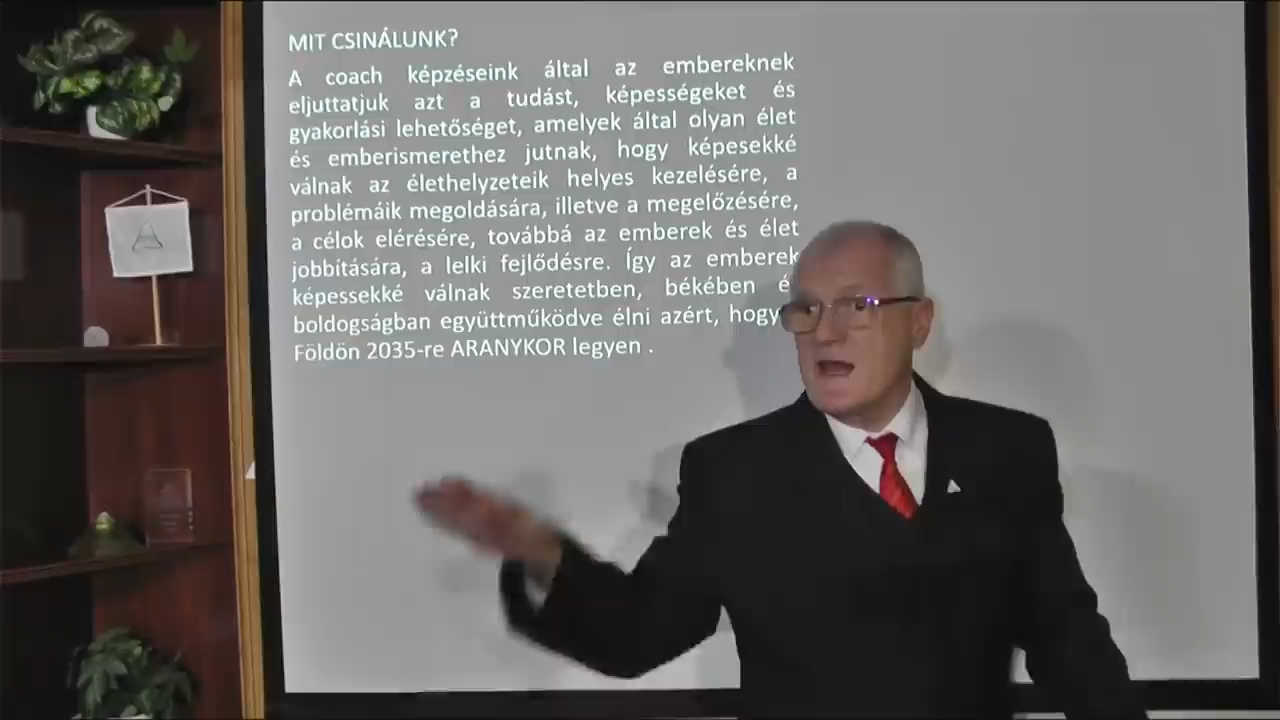 MIT CSINÁLUNK?
A coach képzéseink által az embereknek
eljuttatjuk azt a tudást, képességeket és
gyakorlási lehetőséget, amelyek által olyan élet
és emberismerethez jutnak, hogy képesekké
válnak az élethelyzeteik helyes kezelésére, a
problémáik megoldására, illetve a megelőzésére,
a célok elérésére, továbbá az emberek és élet
jobbítására, a lelki fejlődésre. Így az emberek
képessekké válnak szeretetben, békében é
boldogságban együttműködve élni azért, hogy
Földön 2035-re ARANYKOR legyen .